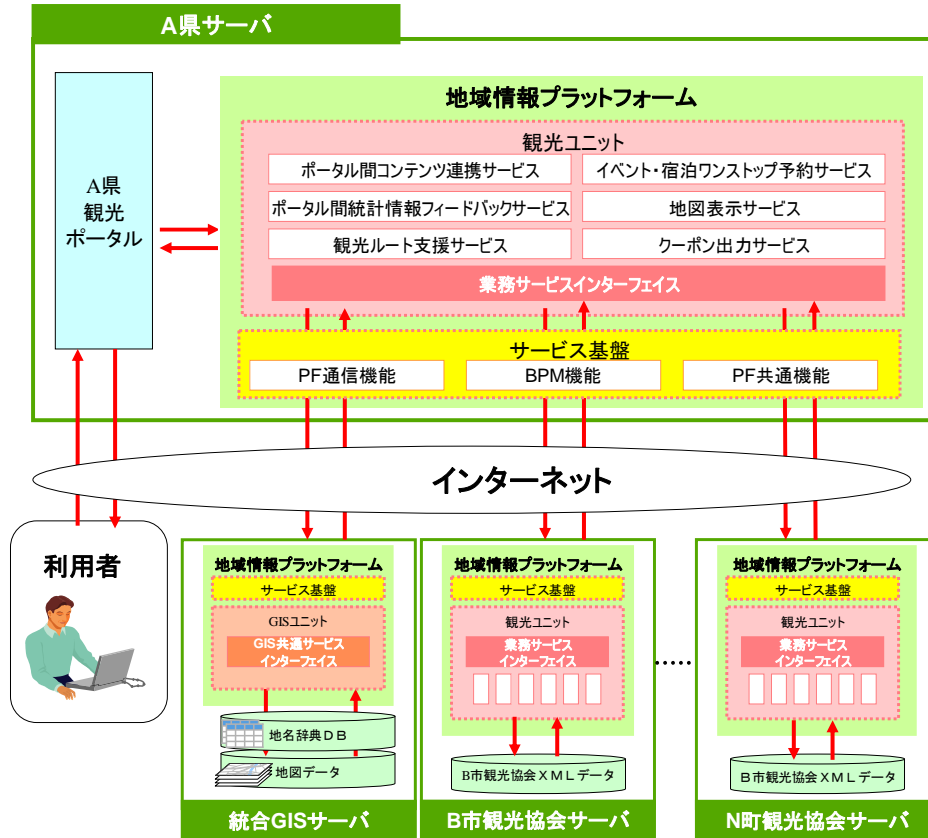 A県サーバ
地域情報プラットフォーム
A県
観光
ポータル
観光ユニット
ポータル間コンテンツ連携サービス
イベント・宿泊ワンストップ予約サービス
ポータル間統計情報フィードバックサービス
地図表示サービス
観光ルート支援サービス
クーポン出力サービス
業務サービスインターフェイス
サービス基盤
PF通信機能
BPM機能
PF共通機能
インターネット
利用者
地域情報プラットフォーム
サービス基盤
GISユニット
GIS共通サービス
インターフェイス
地名辞典DB
地図データ
統合GISサーバ
地域情報プラットフォーム
サービス基盤
観光ユニット
業務サービス
インターフェイス
B市観光協会XMLデータ
B市観光協会サーバ
.....
地域情報プラットフォーム
サービス基盤
観光ユニット
業務サービス
インターフェイス
B市観光協会XMLデータ
N町観光協会サーバ